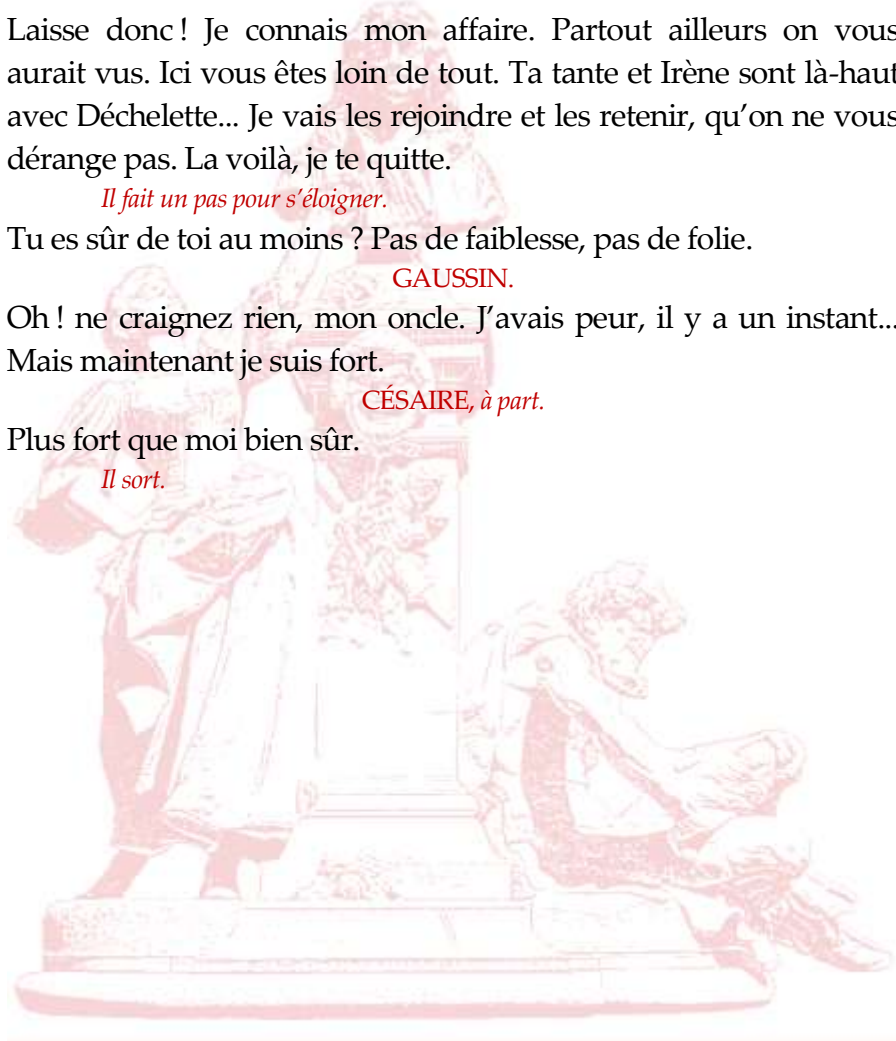 Laisse donc ! Je connais mon affaire. Partout ailleurs on vous
aurait vus. Ici vous êtes loin de tout. Ta tante et Irène sont là-haut
avec Déchelette... Je vais les rejoindre et les retenir, qu’on ne vous
dérange pas. La voilà, je te quitte.
Il fait un pas pour s’éloigner.
Tu es sûr de toi au moins ? Pas de faiblesse, pas de folie.
GAUSSIN.
Oh ! ne craignez rien, mon oncle. J’avais peur, il y a un instant...
Mais maintenant je suis fort.
CÉSAIRE, à part.
Plus fort que moi bien sûr.
Il sort.